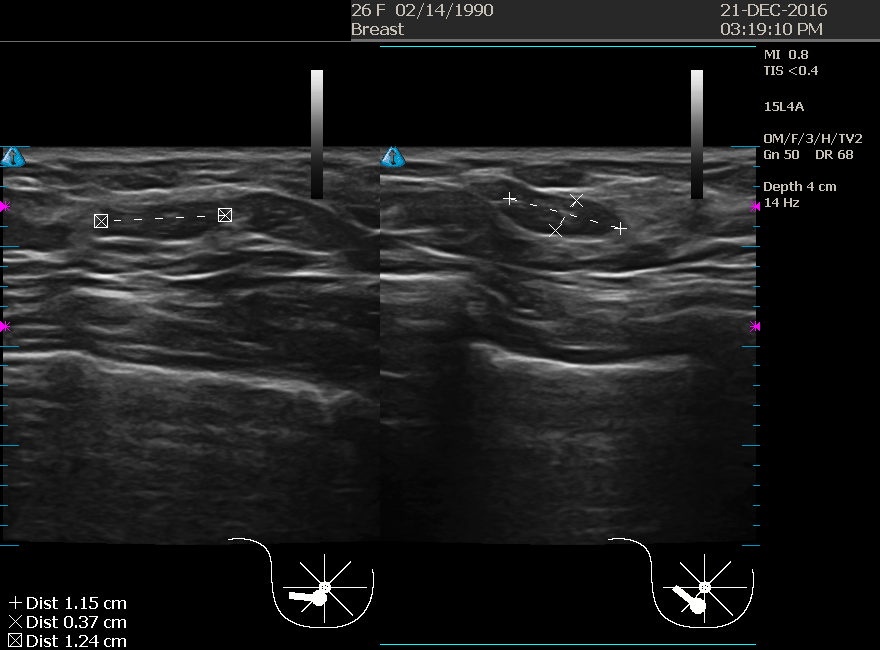 26 F 02/14/1990 21-DEC-2016
Breast 03:19:10 PM
MI 0.8
TIS <0.4
15L4A
OM/F/3/H/TV2
Gn 50 DR 68
Depth 4 cm
14 Hz
Dist 1.15 cm
Dist 0.37 cm
Dist 1.24 cm